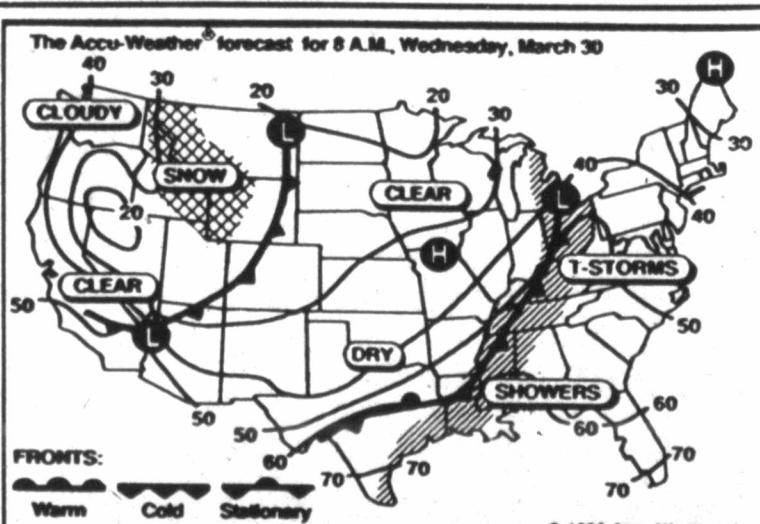 The Accu-Weather® forecast for 8 A.M., Wednesday, March 30
40
30
20
20
30
H
30
CLOUDY
L
30
SNOW
CLEAR
40
L
40
20
H
T-STORMS
CLEAR
50
L
50
DRY
SHOWERS
50
50
60
60
60
70
70
70
70
FRONTS:
Warm Cold Stationary